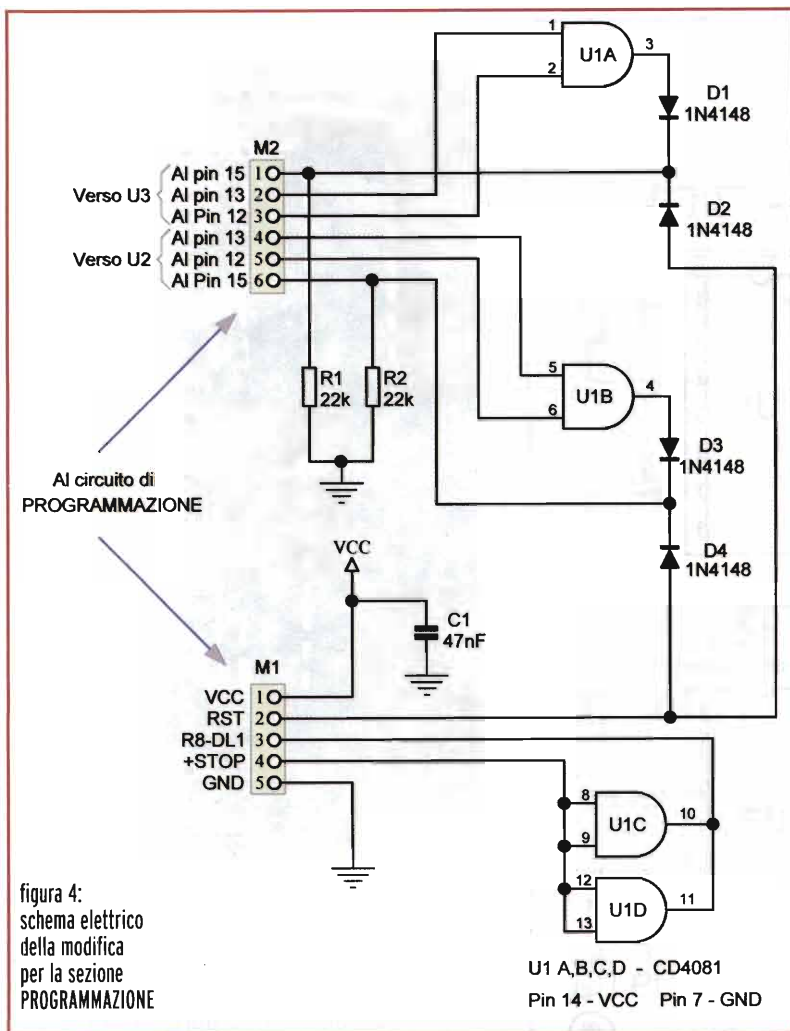 1
2
U1A
3
D1
1N4148
M2
Verso U3
Al pin 15
1
Al pin 13
2
Al Pin 12
3
Verso U2
Al pin 13
4
Al pin 12
5
Al Pin 15
6
D2
1N4148
R1
22k
R2
22k
5
6
U1B
4
D3
1N4148
Al circuito di
PROGRAMMAZIONE
VCC
C1
47nF
D4
1N4148
M1
VCC
1
RST
2
R8-DL1
3
+STOP
4
GND
5
8
9
U1C
10
12
13
U1D
11
figura 4:
schema elettrico
della modifica
per la sezione
PROGRAMMAZIONE
U1 A,B,C,D - CD4081
Pin 14 - VCC Pin 7 - GND